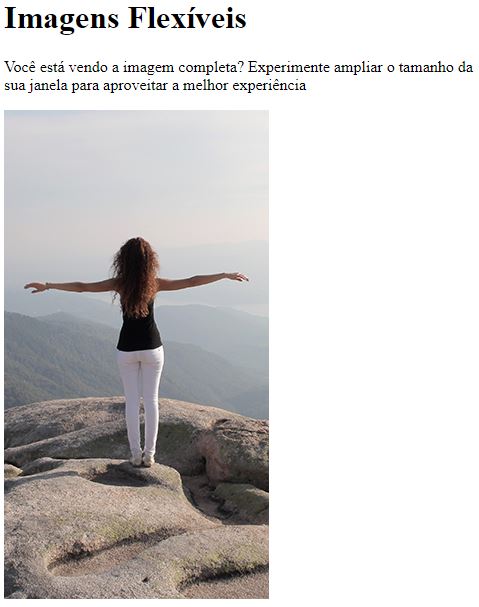 Imagens Flexíveis
Você está vendo a imagem completa? Experimente ampliar o tamanho da
sua janela para aproveitar a melhor experiência